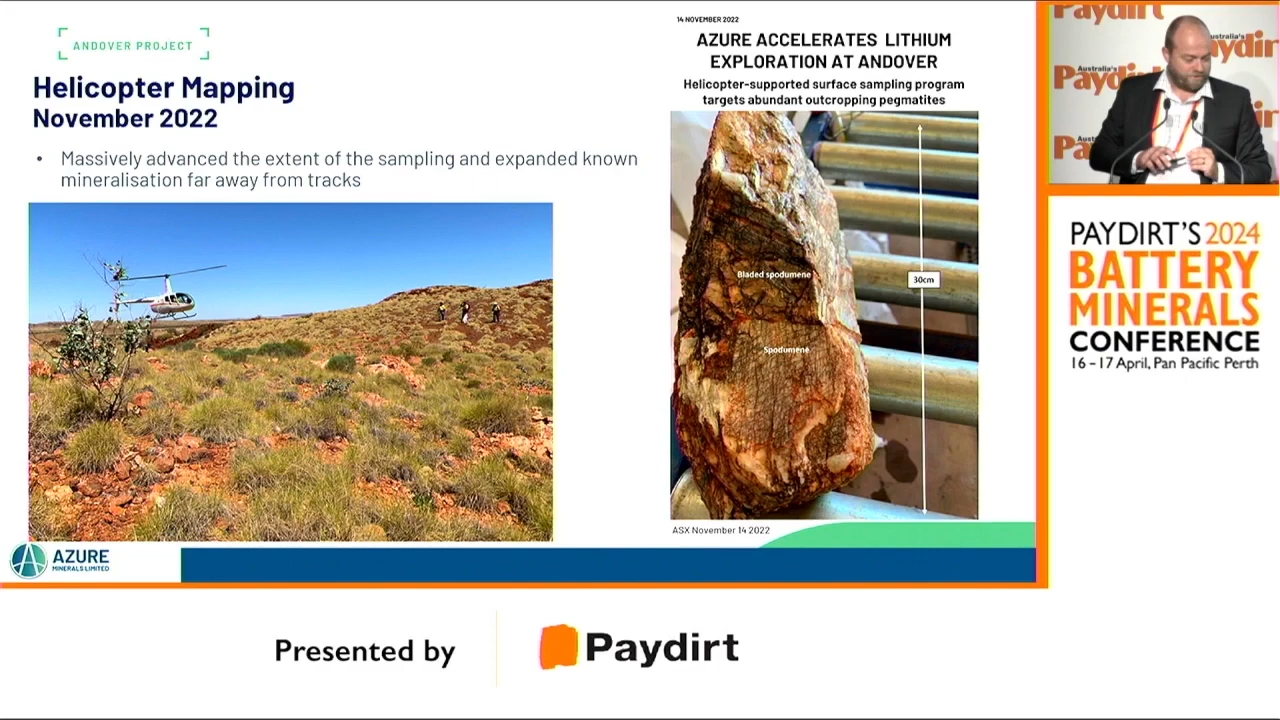 ANDOVER PROJECT
Helicopter Mapping
November 2022
• Massively advanced the extent of the sampling and expanded known
mineralisation far away from tracks
14 NOVEMBER 2022
AZURE ACCELERATES LITHIUM
EXPLORATION AT ANDOVER
Helicopter-supported surface sampling program
targets abundant outcropping pegmatites
Bladed spodumene
30cm
Spodumene
ASX November 14 2022
AZURE
MINERALS LIMITED
Paydirt
Australia's
Paydirt
Australia's
PAYDIRT'S 2024
BATTERY
MINERALS
CONFERENCE
16 – 17 April, Pan Pacific Perth
Presented by
Paydirt